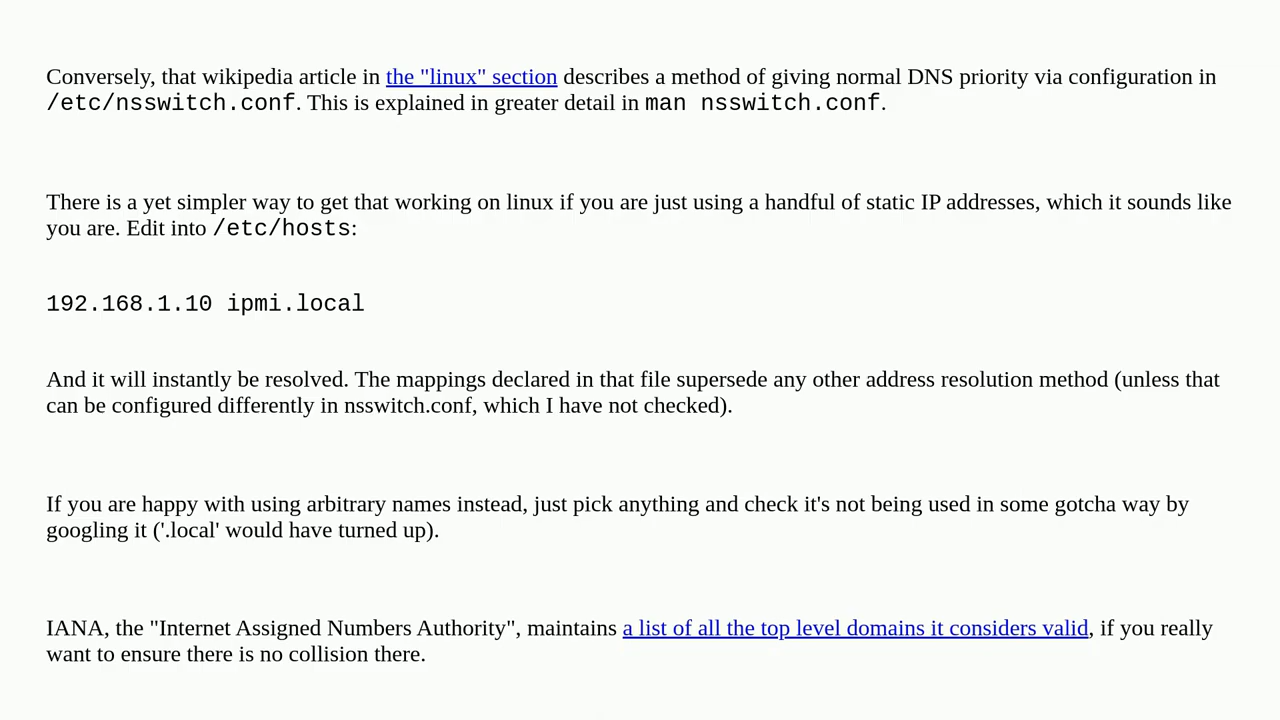 Conversely, that wikipedia article in the "linux" section describes a method of giving normal DNS priority via configuration in
/etc/nsswitch.conf. This is explained in greater detail in man nsswitch.conf.
There is a yet simpler way to get that working on linux if you are just using a handful of static IP addresses, which it sounds like
you are. Edit into /etc/hosts:
192.168.1.10 ipmi.local
And it will instantly be resolved. The mappings declared in that file supersede any other address resolution method (unless that
can be configured differently in nsswitch.conf, which I have not checked).
If you are happy with using arbitrary names instead, just pick anything and check it's not being used in some gotcha way by
googling it ('.local' would have turned up).
IANA, the "Internet Assigned Numbers Authority", maintains a list of all the top level domains it considers valid, if you really
want to ensure there is no collision there.